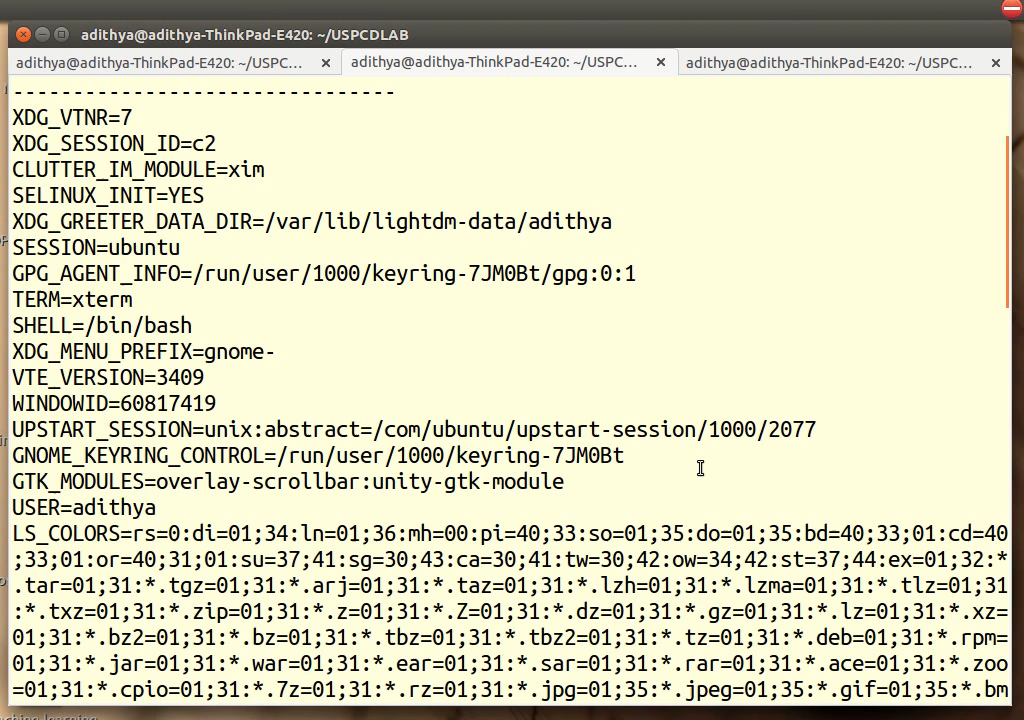 adithya@adithya-ThinkPad-E420: ~/USPCDLAB
adithya@adithya-ThinkPad-E420: ~/USPC... adithya@adithya-ThinkPad-E420: ~/USPC... adithya@adithya-ThinkPad-E420: ~/USPC...
--------------------------------
XDG_VTNR=7
XDG_SESSION_ID=c2
CLUTTER_IM_MODULE=xim
SELINUX_INIT=YES
XDG_GREETER_DATA_DIR=/var/lib/lightdm-data/adithya
SESSION=ubuntu
GPG_AGENT_INFO=/run/user/1000/keyring-7JM0Bt/gpg:0:1
TERM=xterm
SHELL=/bin/bash
XDG_MENU_PREFIX=gnome-
VTE_VERSION=3409
WINDOWID=60817419
UPSTART_SESSION=unix:abstract=/com/ubuntu/upstart-session/1000/2077
GNOME_KEYRING_CONTROL=/run/user/1000/keyring-7JM0Bt
GTK_MODULES=overlay-scrollbar:unity-gtk-module
USER=adithya
LS_COLORS=rs=0:di=01;34:ln=01;36:mh=00:pi=40;33:so=01;35:do=01;35:bd=40;33;01:cd=40
;33;01:or=40;31;01:su=37;41:sg=30;43:ca=30;41:tw=30;42:ow=34;42:st=37;44:ex=01;32:*
.tar=01;31:*.tgz=01;31:*.arj=01;31:*.taz=01;31:*.lzh=01;31:*.lzma=01;31:*.tlz=01;31
:*.txz=01;31:*.zip=01;31:*.z=01;31:*.Z=01;31:*.dz=01;31:*.gz=01;31:*.lz=01;31:*.xz=
01;31:*.bz2=01;31:*.bz=01;31:*.tbz=01;31:*.tbz2=01;31:*.tz=01;31:*.deb=01;31:*.rpm=
01;31:*.jar=01;31:*.war=01;31:*.ear=01;31:*.sar=01;31:*.rar=01;31:*.ace=01;31:*.zoo
=01;31:*.cpio=01;31:*.7z=01;31:*.rz=01;31:*.jpg=01;35:*.jpeg=01;35:*.gif=01;35:*.bm